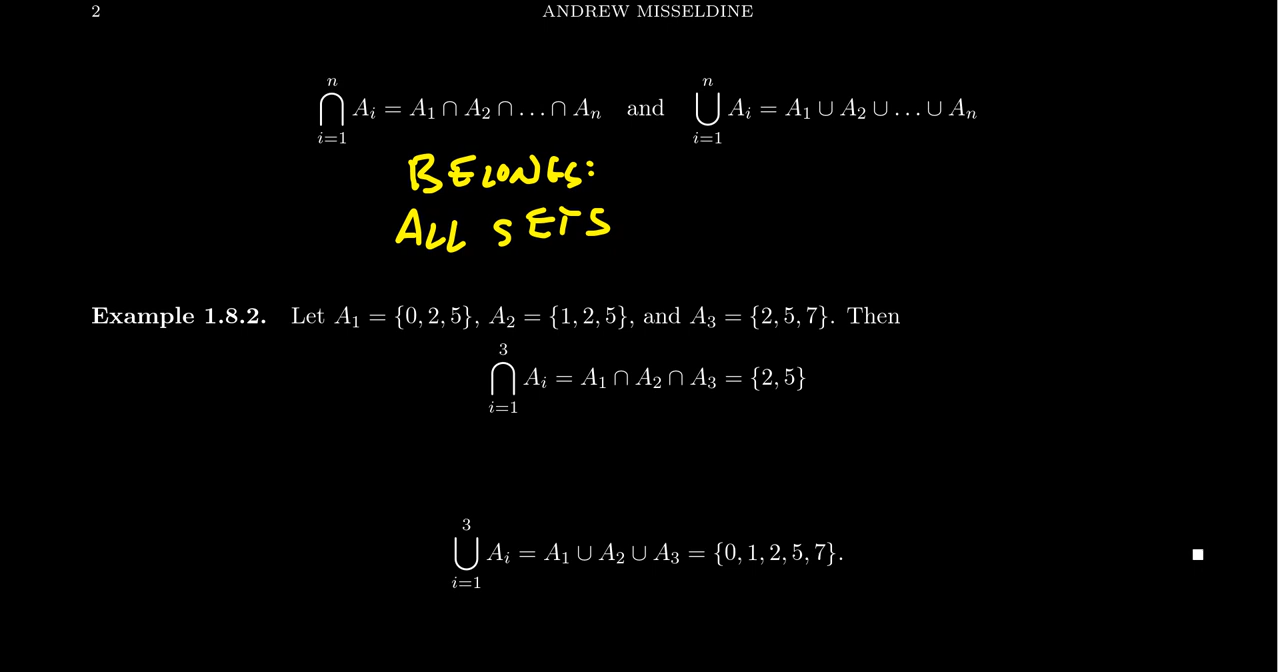 2 ANDREW MISSELDINE
⋂_{i=1}^{n} A_i = A_1 ∩ A_2 ∩ … ∩ A_n and ⋃_{i=1}^{n} A_i = A_1 ∪ A_2 ∪ … ∪ A_n
BELONGS:
ALL SETS
Example 1.8.2. Let A_1 = {0, 2, 5}, A_2 = {1, 2, 5}, and A_3 = {2, 5, 7}. Then
⋂_{i=1}^{3} A_i = A_1 ∩ A_2 ∩ A_3 = {2, 5}
⋃_{i=1}^{3} A_i = A_1 ∪ A_2 ∪ A_3 = {0, 1, 2, 5, 7}.